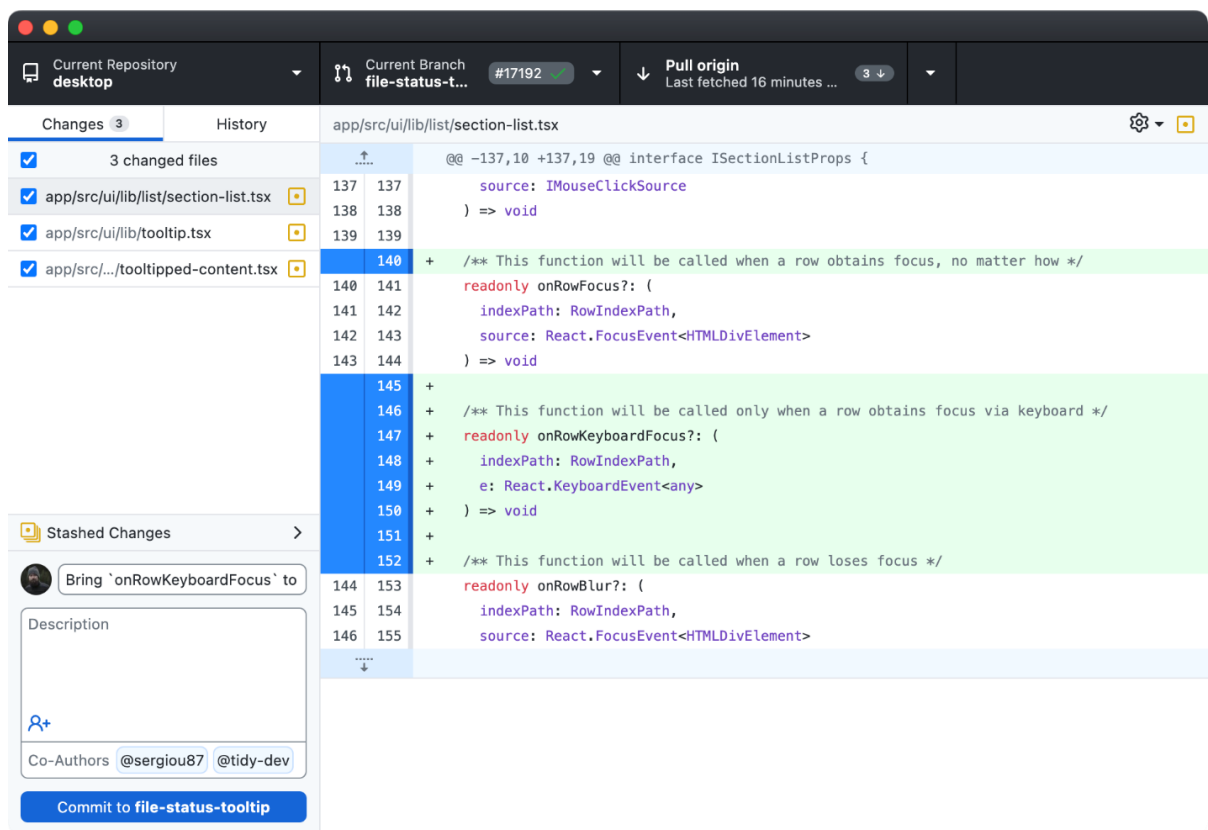 Current Repository
desktop
Current Branch
file-status-t...
#17192
Pull origin
Last fetched 16 minutes ...
3
Changes 3
History
3 changed files
app/src/ui/lib/list/section-list.tsx
app/src/ui/lib/tooltip.tsx
app/src/.../tooltipped-content.tsx
Stashed Changes
Bring `onRowKeyboardFocus` to
Description
Co-Authors @sergiou87 @tidy-dev
Commit to file-status-tooltip
app/src/ui/lib/list/section-list.tsx
@@ -137,10 +137,19 @@ interface ISectionListProps {
137 137 source: IMouseClickSource
138 138 ) => void
139 139
140 + /** This function will be called when a row obtains focus, no matter how */
140 141 readonly onRowFocus?: (
141 142 indexPath: RowIndexPath,
142 143 source: React.FocusEvent<HTMLDivElement>
143 144 ) => void
145 +
146 + /** This function will be called only when a row obtains focus via keyboard */
147 + readonly onRowKeyboardFocus?: (
148 + indexPath: RowIndexPath,
149 + e: React.KeyboardEvent<any>
150 + ) => void
151 +
152 + /** This function will be called when a row loses focus */
144 153 readonly onRowBlur?: (
145 154 indexPath: RowIndexPath,
146 155 source: React.FocusEvent<HTMLDivElement>